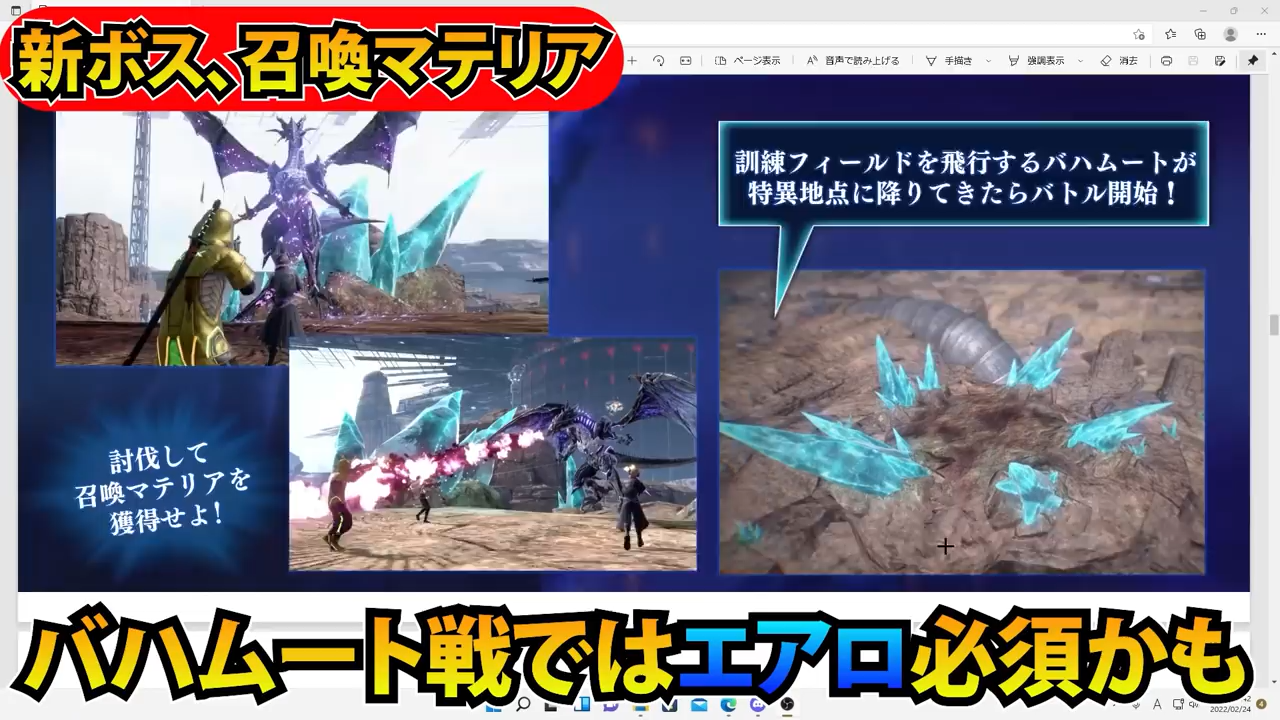 新ボス、召喚マテリア
ページ表示
音声で読み上げる
手描き
強調表示
消去
訓練フィールドを飛行するバハムートが
特異地点に降りてきたらバトル開始！
討伐して
召喚マテリアを
獲得せよ！
バハムート戦ではエアロ必須かも
2022/02/24